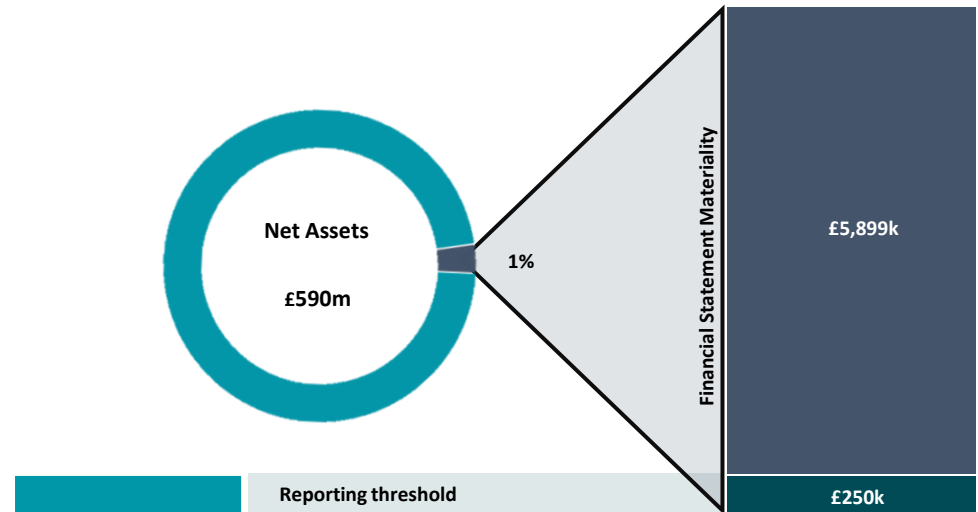 Net Assets
£590m
1%
Financial Statement Materiality
£5,899k
Reporting threshold
£250k